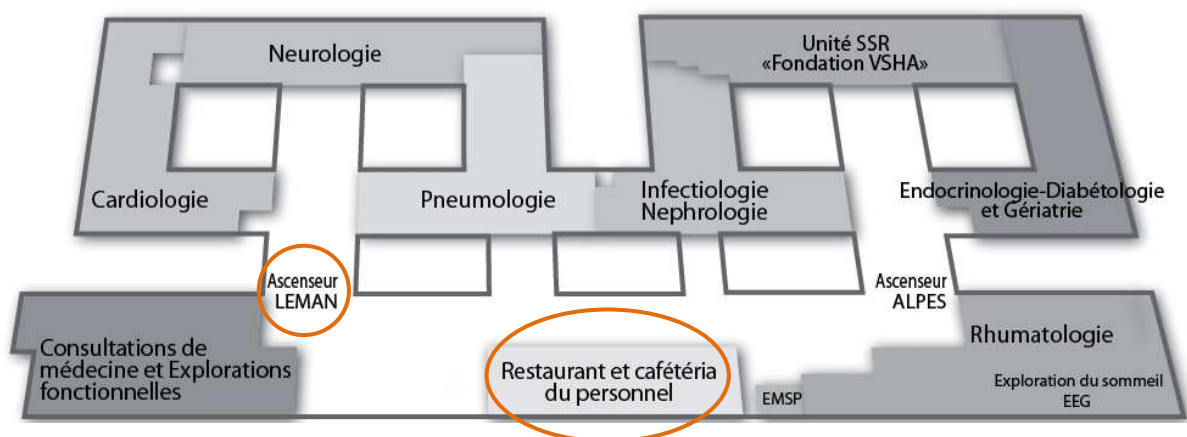 Neurologie
Unité SSR
«Fondation VSHA»
Cardiologie
Pneumologie
Infectiologie
Nephrologie
Endocrinologie-Diabétologie
et Gériatrie
Ascenseur
LEMAN
Ascenseur
ALPES
Consultations de
médecine et Explorations
fonctionnelles
Restaurant et cafétéria
du personnel
EMSP
Rhumatologie
Exploration du sommeil
EEG